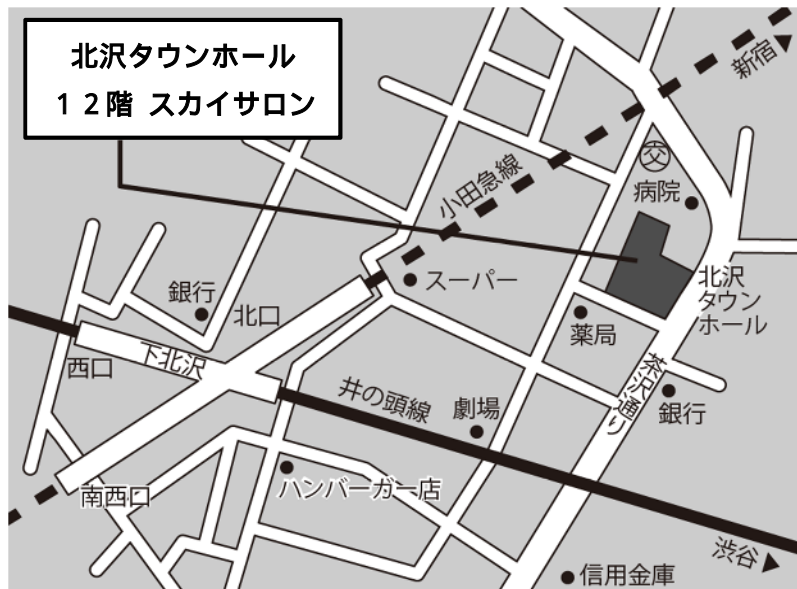 北沢タウンホール
１２階 スカイサロン
新宿▶
小田急線
交
病院
北沢
タウン
ホール
スーパー
銀行
北口
薬局
西口
下北沢
茶沢通り
井の頭線
劇場
銀行
南西口
ハンバーガー店
渋谷▶
信用金庫